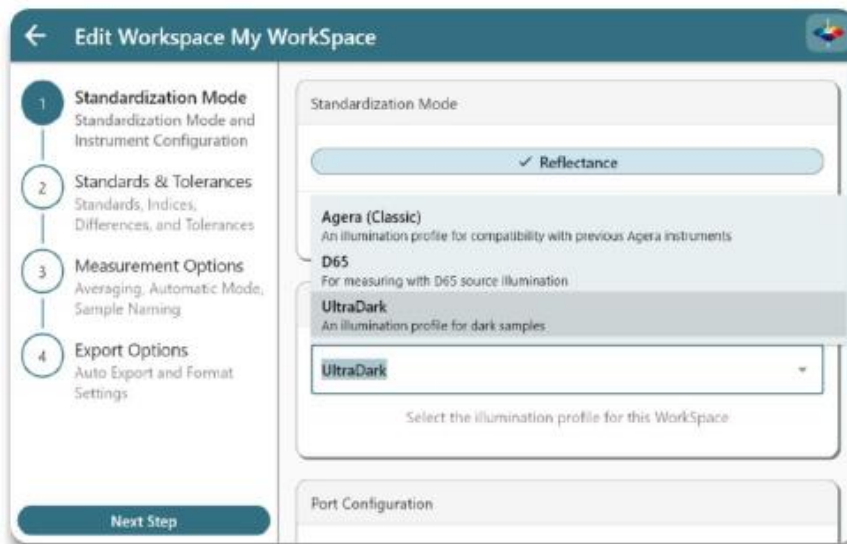 Edit Workspace My WorkSpace
1
Standardization Mode
Standardization Mode and
Instrument Configuration
2
Standards & Tolerances
Standards, Indices,
Differences, and Tolerances
3
Measurement Options
Averaging, Automatic Mode,
Sample Naming
4
Export Options
Auto Export and Format
Settings
Next Step
Standardization Mode
✓ Reflectance
Agera (Classic)
An illumination profile for compatibility with previous Agera instruments
D65
For measuring with D65 source illumination
UltraDark
An illumination profile for dark samples
UltraDark
Select the illumination profile for this WorkSpace
Port Configuration